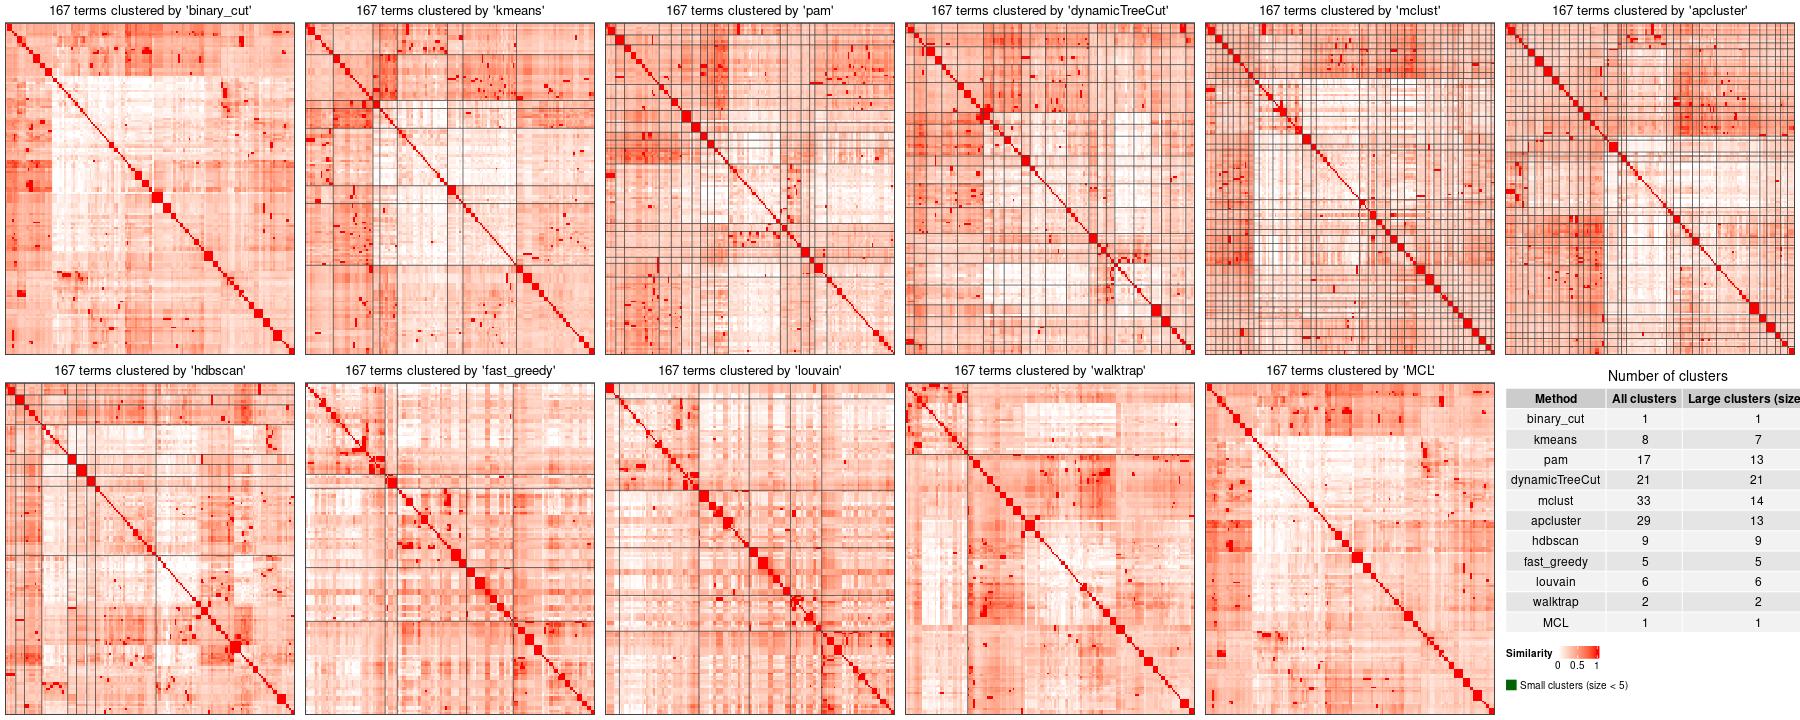 167 terms clustered by 'binary_cut'
167 terms clustered by 'kmeans'
167 terms clustered by 'pam'
167 terms clustered by 'dynamicTreeCut'
167 terms clustered by 'mclust'
167 terms clustered by 'apcluster'
167 terms clustered by 'hdbscan'
167 terms clustered by 'fast_greedy'
167 terms clustered by 'louvain'
167 terms clustered by 'walktrap'
167 terms clustered by 'MCL'
Number of clusters
Method All clusters Large clusters (size
binary_cut 1 1
kmeans 8 7
pam 17 13
dynamicTreeCut 21 21
mclust 33 14
apcluster 29 13
hdbscan 9 9
fast_greedy 5 5
louvain 6 6
walktrap 2 2
MCL 1 1
Similarity
0 0.5 1
Small clusters (size < 5)